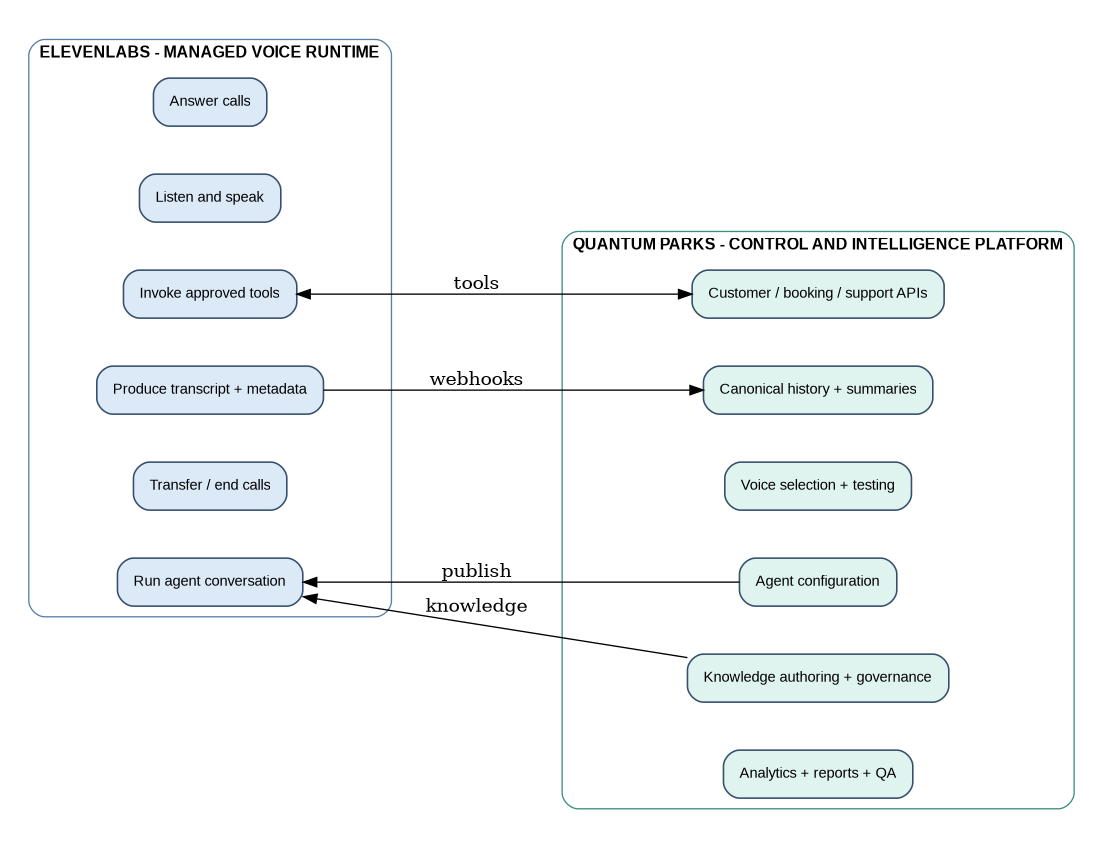 ELEVENLABS - MANAGED VOICE RUNTIME
Answer calls
Listen and speak
Invoke approved tools
Produce transcript + metadata
Transfer / end calls
Run agent conversation
tools
webhooks
publish
knowledge
QUANTUM PARKS - CONTROL AND INTELLIGENCE PLATFORM
Customer / booking / support APIs
Canonical history + summaries
Voice selection + testing
Agent configuration
Knowledge authoring + governance
Analytics + reports + QA